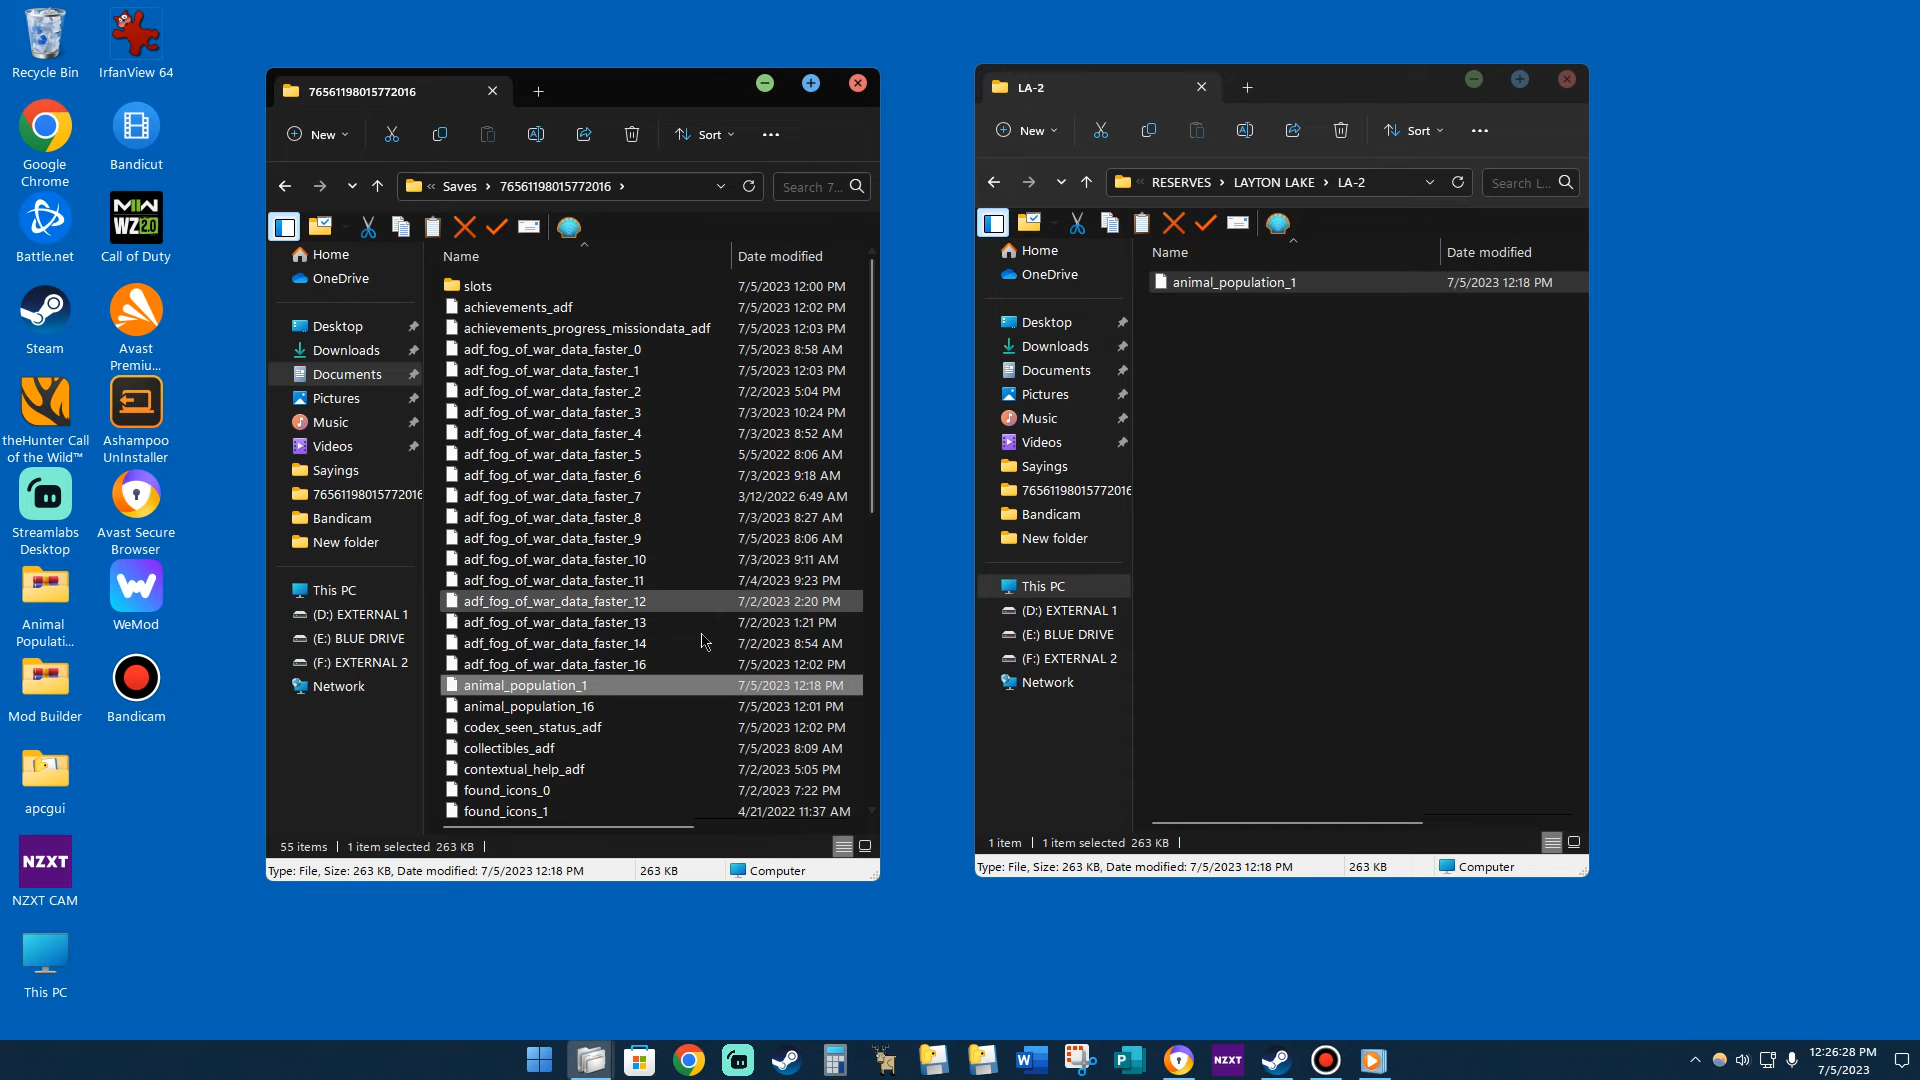 Recycle Bin
IrfanView 64
Google
Chrome
Bandicut
Battle.net
Call of Duty
Steam
Avast
Premiu...
theHunter Call
of the Wild™
Ashampoo
UnInstaller
Streamlabs
Desktop
Avast Secure
Browser
Animal
Populati...
WeMod
Mod Builder
Bandicam
apcgui
NZXT
NZXT CAM
This PC
MWII
WZ2.0
76561198015772016
New
Sort
Saves
76561198015772016
Search 7...
Home
OneDrive
Desktop
Downloads
Documents
Pictures
Music
Videos
Sayings
76561198015772016
Bandicam
New folder
This PC
(D:) EXTERNAL 1
(E:) BLUE DRIVE
(F:) EXTERNAL 2
Network
Name Date modified
slots 7/5/2023 12:00 PM
achievements_adf 7/5/2023 12:02 PM
achievements_progress_missiondata_adf 7/5/2023 12:03 PM
adf_fog_of_war_data_faster_0 7/5/2023 8:58 AM
adf_fog_of_war_data_faster_1 7/5/2023 12:03 PM
adf_fog_of_war_data_faster_2 7/2/2023 5:04 PM
adf_fog_of_war_data_faster_3 7/3/2023 10:24 PM
adf_fog_of_war_data_faster_4 7/3/2023 8:52 AM
adf_fog_of_war_data_faster_5 5/5/2022 8:06 AM
adf_fog_of_war_data_faster_6 7/3/2023 9:18 AM
adf_fog_of_war_data_faster_7 3/12/2022 6:49 AM
adf_fog_of_war_data_faster_8 7/3/2023 8:27 AM
adf_fog_of_war_data_faster_9 7/5/2023 8:06 AM
adf_fog_of_war_data_faster_10 7/3/2023 9:11 AM
adf_fog_of_war_data_faster_11 7/4/2023 9:23 PM
adf_fog_of_war_data_faster_12 7/2/2023 2:20 PM
adf_fog_of_war_data_faster_13 7/2/2023 1:21 PM
adf_fog_of_war_data_faster_14 7/2/2023 8:54 AM
adf_fog_of_war_data_faster_16 7/5/2023 12:02 PM
animal_population_1 7/5/2023 12:18 PM
animal_population_16 7/5/2023 12:01 PM
codex_seen_status_adf 7/5/2023 12:02 PM
collectibles_adf 7/5/2023 8:09 AM
contextual_help_adf 7/2/2023 5:05 PM
found_icons_0 7/2/2023 7:22 PM
found_icons_1 4/21/2022 11:37 AM
55 items 1 item selected 263 KB
Type: File, Size: 263 KB, Date modified: 7/5/2023 12:18 PM 263 KB Computer
LA-2
New
Sort
RESERVES
LAYTON LAKE
LA-2
Search L...
Home
OneDrive
Desktop
Downloads
Documents
Pictures
Music
Videos
Sayings
76561198015772016
Bandicam
New folder
This PC
(D:) EXTERNAL 1
(E:) BLUE DRIVE
(F:) EXTERNAL 2
Network
Name Date modified
animal_population_1 7/5/2023 12:18 PM
1 item 1 item selected 263 KB
Type: File, Size: 263 KB, Date modified: 7/5/2023 12:18 PM 263 KB Computer
NZXT
12:26:28 PM
7/5/2023